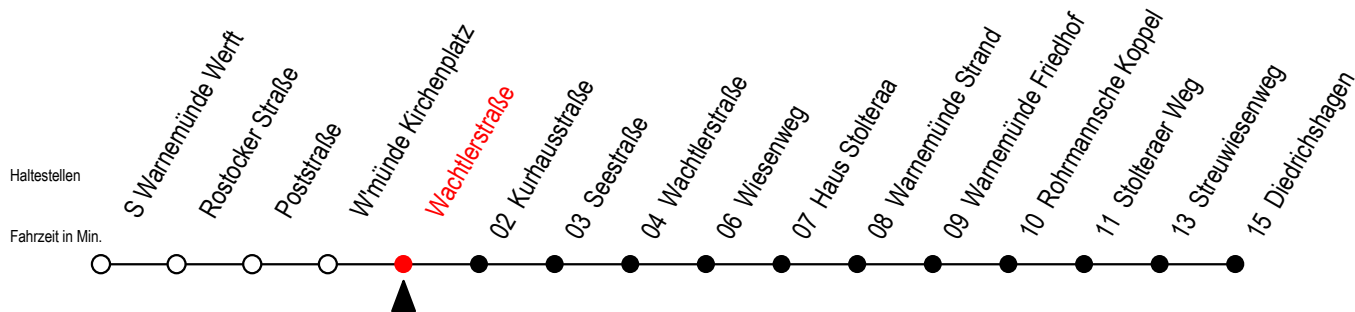 Haltestellen
Fahrzeit in Min.
S Warnemünde Werft
Rostocker Straße
Poststraße
W'münde Kirchenplatz
Wachtlerstraße
02 Kurhausstraße
03 Seestraße
04 Wachtlerstraße
06 Wiesenweg
07 Haus Stolteraa
08 Warnemünde Strand
09 Warnemünde Friedhof
10 Rohrmannsche Koppel
11 Stolteraer Weg
13 Streuwiesenweg
15 Diedrichshagen